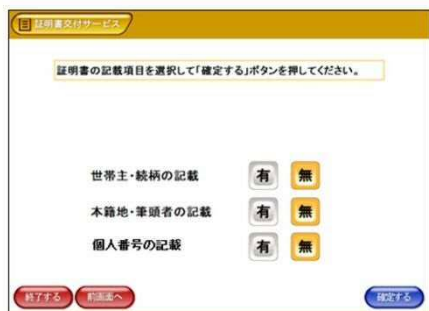 証明書交付サービス
証明書の記載項目を選択して「確定する」ボタンを押してください。
世帯主・続柄の記載 有 無
本籍地・筆頭者の記載 有 無
個人番号の記載 有 無
終了する 前画面へ 確定する